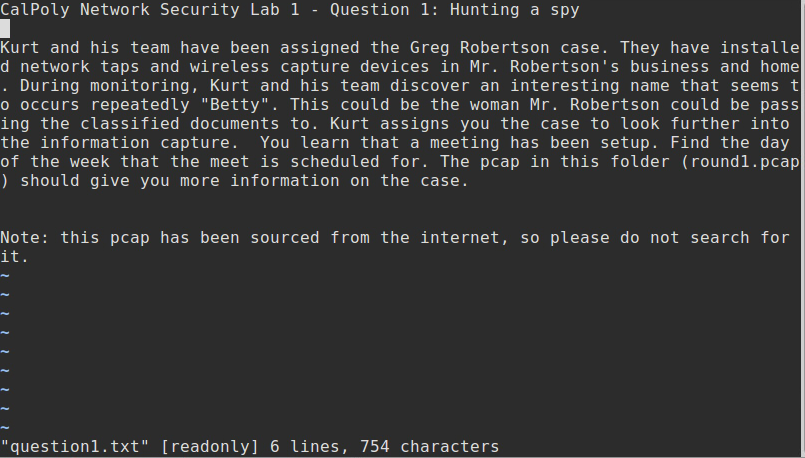 CalPoly Network Security Lab 1 - Question 1: Hunting a spy
Kurt and his team have been assigned the Greg Robertson case. They have installe
d network taps and wireless capture devices in Mr. Robertson's business and home
. During monitoring, Kurt and his team discover an interesting name that seems t
o occurs repeatedly "Betty". This could be the woman Mr. Robertson could be pass
ing the classified documents to. Kurt assigns you the case to look further into
the information capture.  You learn that a meeting has been setup. Find the day
of the week that the meet is scheduled for. The pcap in this folder (round1.pcap
) should give you more information on the case.
Note: this pcap has been sourced from the internet, so please do not search for
it.
~
~
~
~
~
~
~
~
~
"question1.txt" [readonly] 6 lines, 754 characters